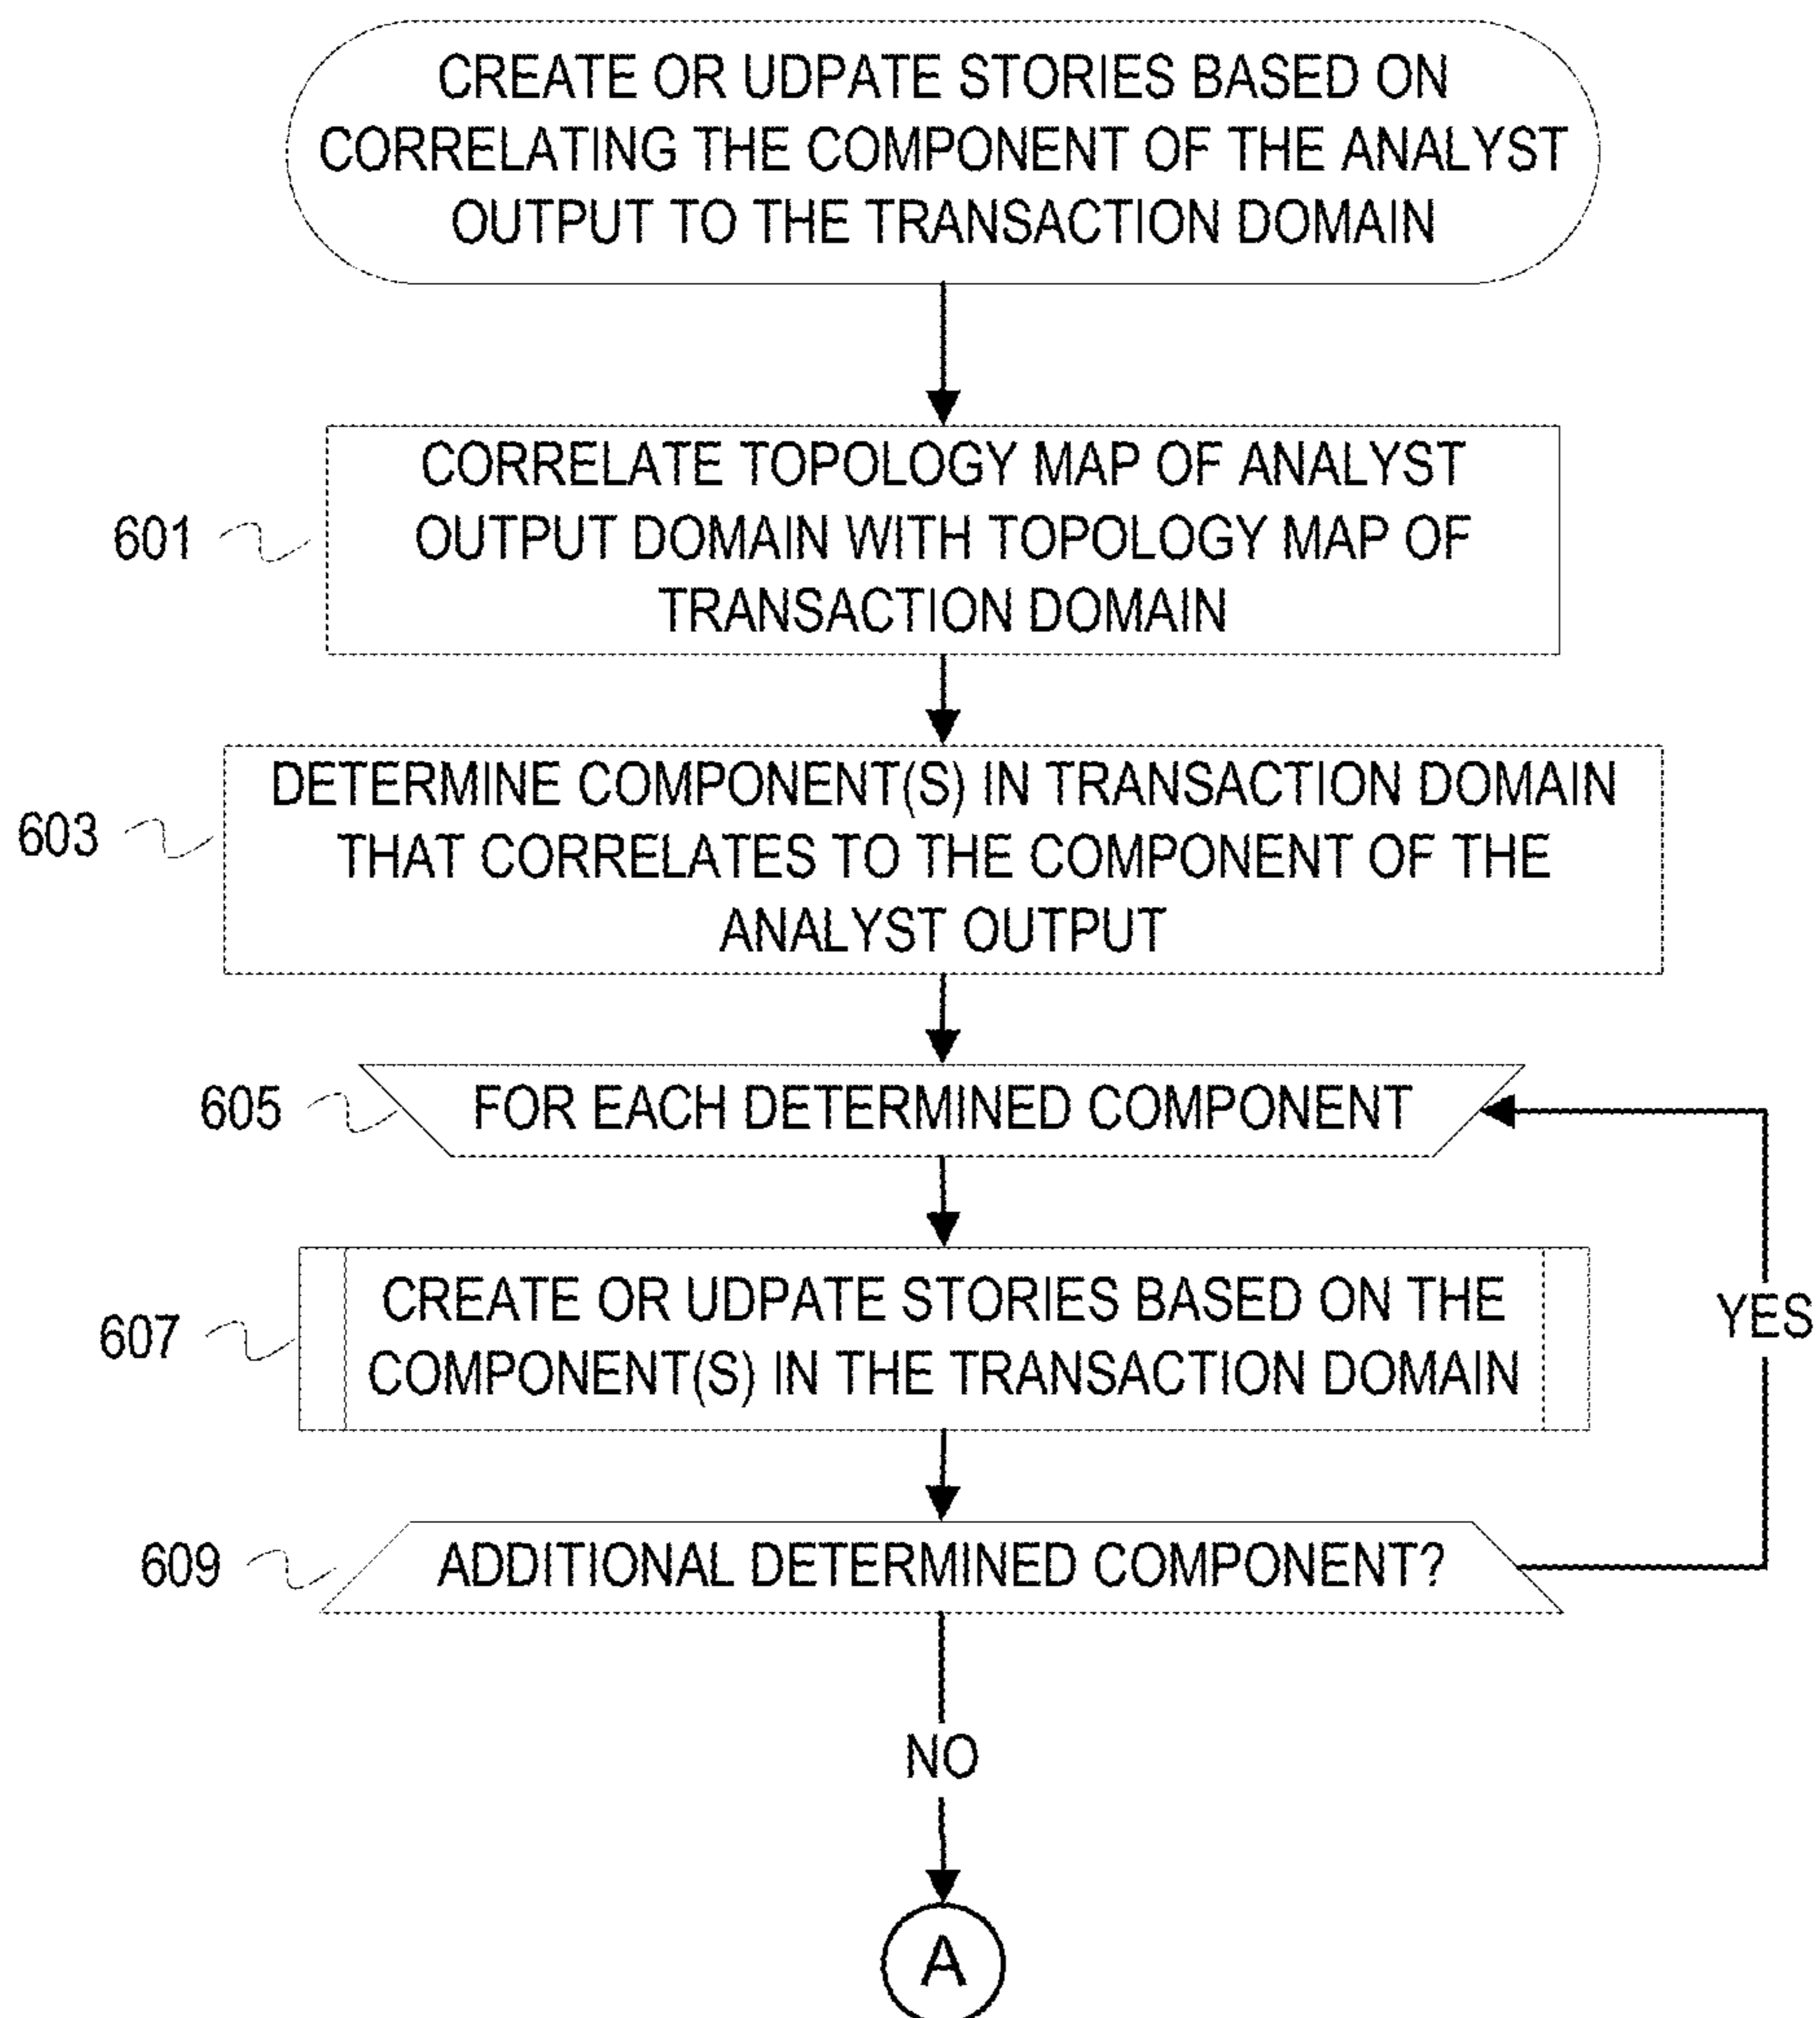 CREATE OR UDPATE STORIES BASED ON
CORRELATING THE COMPONENT OF THE ANALYST
OUTPUT TO THE TRANSACTION DOMAIN
CORRELATE TOPOLOGY MAP OF ANALYST
OUTPUT DOMAIN WITH TOPOLOGY MAP OF
TRANSACTION DOMAIN
601
DETERMINE COMPONENT(S) IN TRANSACTION DOMAIN
THAT CORRELATES TO THE COMPONENT OF THE
ANALYST OUTPUT
603
605
FOR EACH DETERMINED COMPONENT
CREATE OR UDPATE STORIES BASED ON THE
COMPONENT(S) IN THE TRANSACTION DOMAIN
607
YES
609
ADDITIONAL DETERMINED COMPONENT?
NO
A